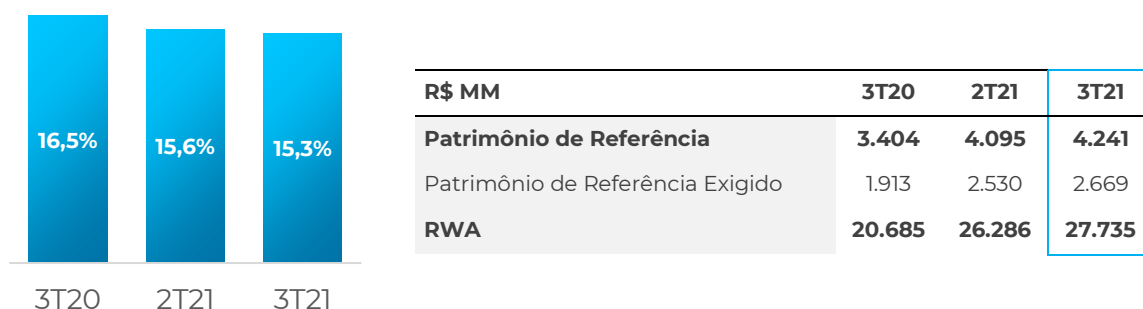 16,5%
15,6%
15,3%
3T20 2T21 3T21
R$ MM 3T20 2T21 3T21
Patrimônio de Referência 3.404 4.095 4.241
Patrimônio de Referência Exigido 1.913 2.530 2.669
RWA 20.685 26.286 27.735